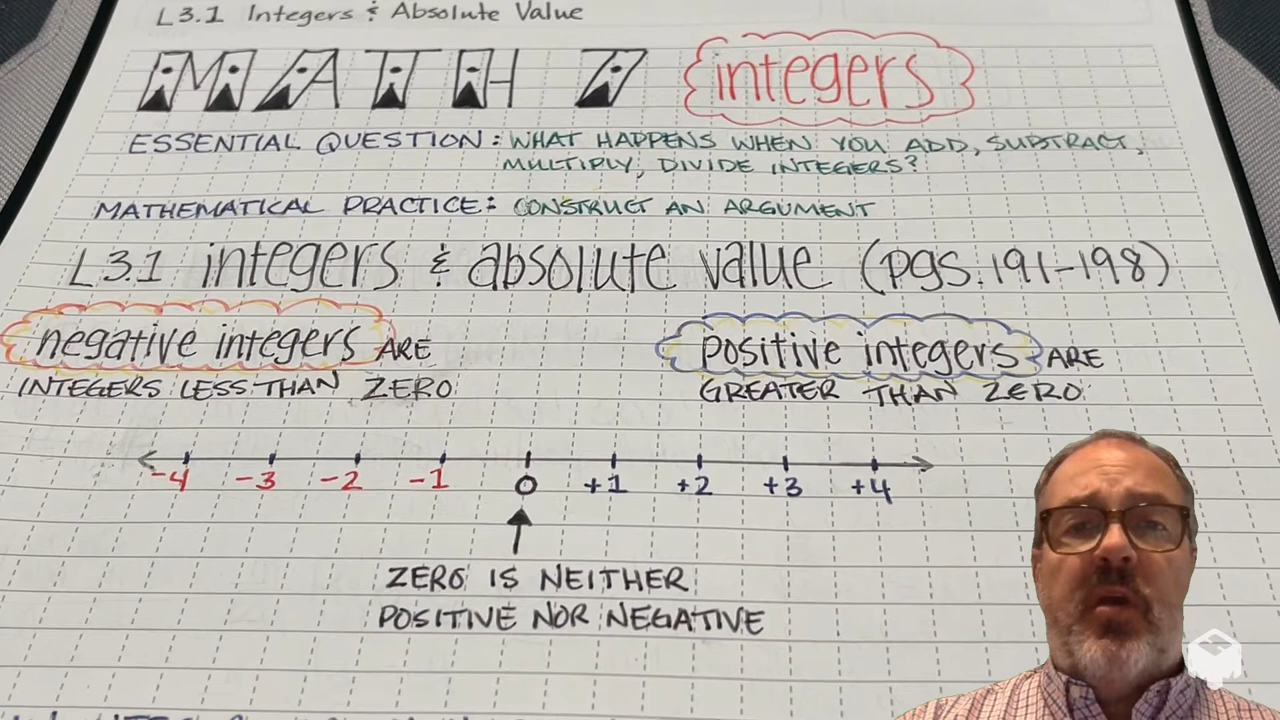 L3.1 Integers & Absolute Value
MATH 7 integers
ESSENTIAL QUESTION: WHAT HAPPENS WHEN YOU ADD, SUBTRACT,
MULTIPLY, DIVIDE INTEGERS?
MATHEMATICAL PRACTICE: CONSTRUCT AN ARGUMENT
L3.1 integers & absolute value (pgs. 191-198)
negative integers ARE
INTEGERS LESS THAN ZERO
positive integers ARE
GREATER THAN ZERO
-4 -3 -2 -1 0 +1 +2 +3 +4
ZERO IS NEITHER
POSITIVE NOR NEGATIVE